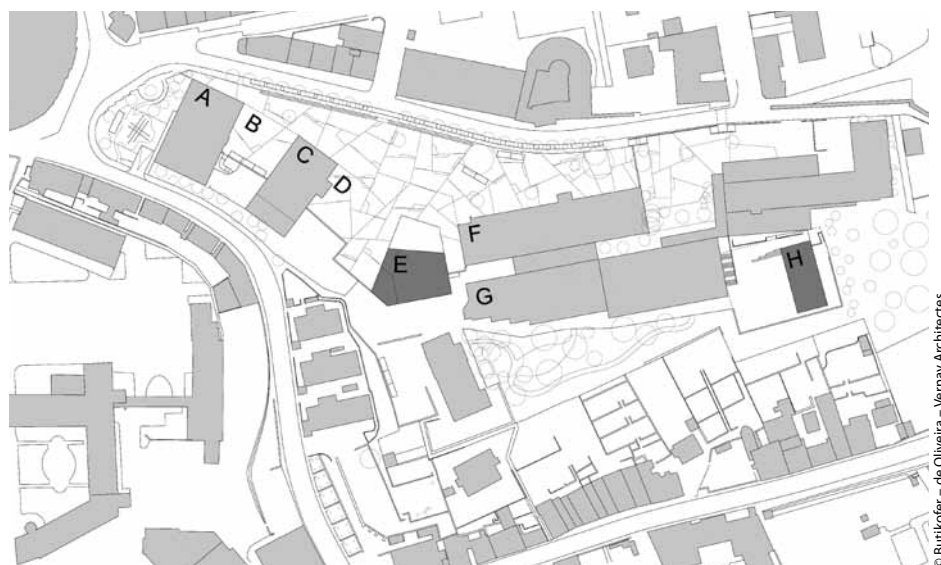 A
B
C
D
E
F
G
H
© Butikofer – de Oliveira – Vernay Architectes